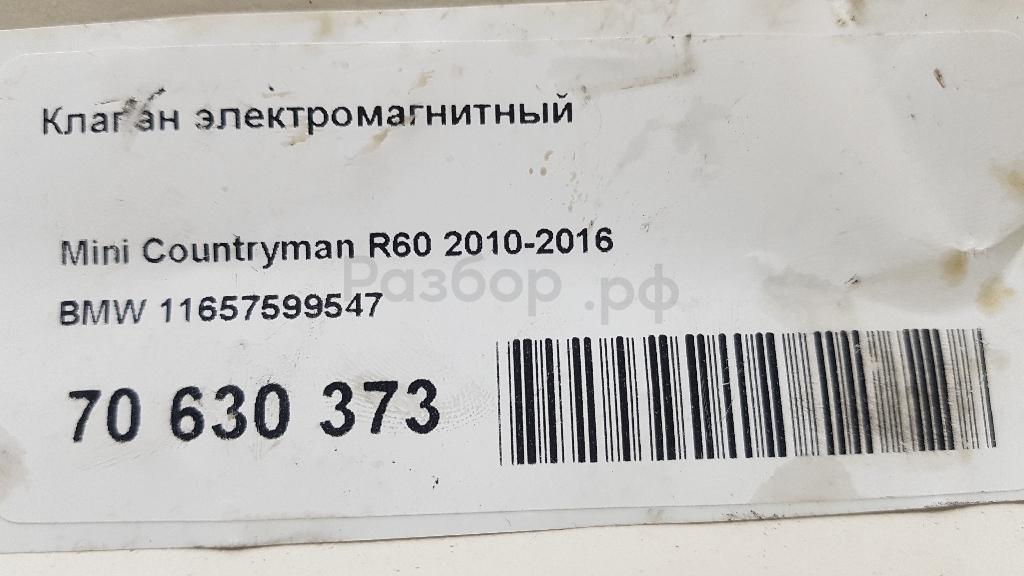 Клапан электромагнитный
Mini Countryman R60 2010-2016
Разбор.рф
BMW 11657599547
70 630 373